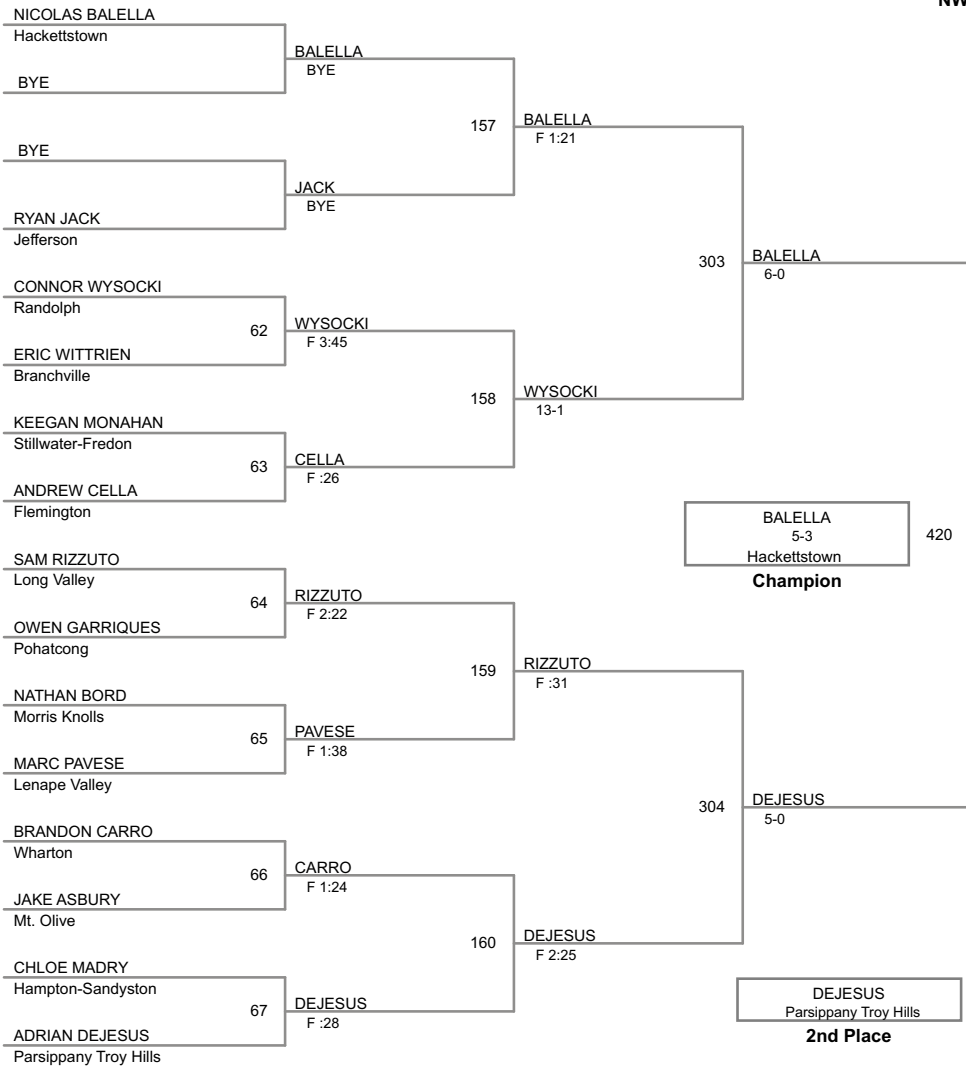 NW
NICOLAS BALELLA
Hackettstown
BALELLA
BYE
BYE
157
BALELLA
F 1:21
BYE
JACK
BYE
RYAN JACK
Jefferson
303
BALELLA
6-0
CONNOR WYSOCKI
Randolph
62
WYSOCKI
F 3:45
ERIC WITTRIEN
Branchville
158
WYSOCKI
13-1
KEEGAN MONAHAN
Stillwater-Fredon
63
CELLA
F :26
ANDREW CELLA
Flemington
BALELLA
5-3
Hackettstown
420
Champion
SAM RIZZUTO
Long Valley
64
RIZZUTO
F 2:22
OWEN GARRIQUES
Pohatcong
159
RIZZUTO
F :31
NATHAN BORD
Morris Knolls
65
PAVESE
F 1:38
MARC PAVESE
Lenape Valley
304
DEJESUS
5-0
BRANDON CARRO
Wharton
66
CARRO
F 1:24
JAKE ASBURY
Mt. Olive
160
DEJESUS
F 2:25
CHLOE MADRY
Hampton-Sandyston
67
DEJESUS
F :28
ADRIAN DEJESUS
Parsippany Troy Hills
DEJESUS
Parsippany Troy Hills
2nd Place